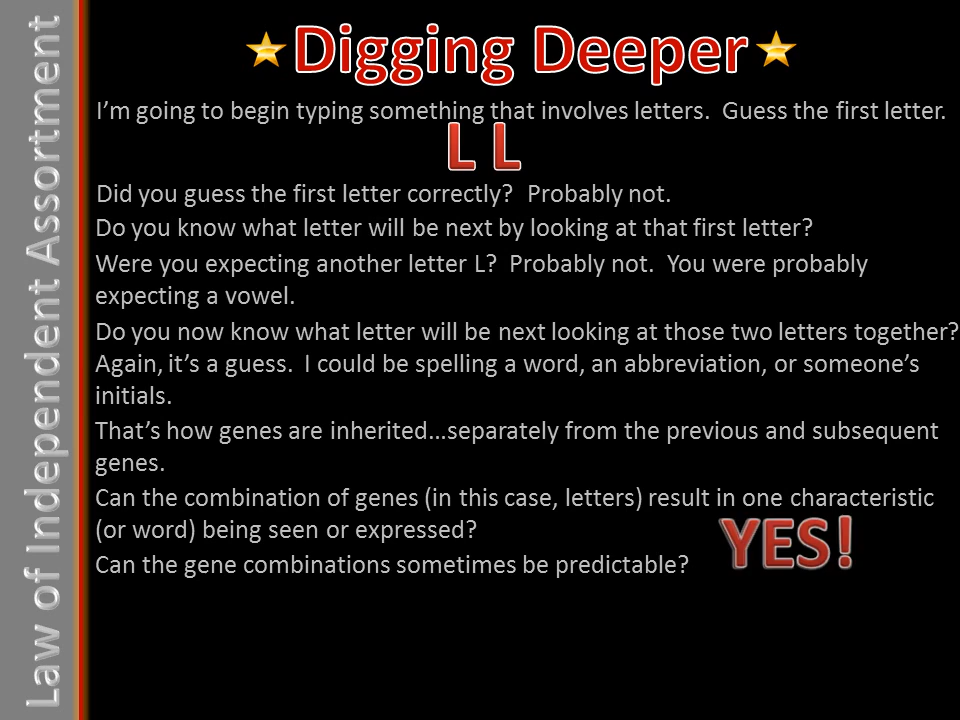 Law of Independent Assortment
Digging Deeper
I’m going to begin typing something that involves letters.  Guess the first letter.
L L
Did you guess the first letter correctly?  Probably not.
Do you know what letter will be next by looking at that first letter?
Were you expecting another letter L?  Probably not.  You were probably
expecting a vowel.
Do you now know what letter will be next looking at those two letters together?
Again, it’s a guess.  I could be spelling a word, an abbreviation, or someone’s
initials.
That’s how genes are inherited…separately from the previous and subsequent
genes.
Can the combination of genes (in this case, letters) result in one characteristic
(or word) being seen or expressed?
YES!
Can the gene combinations sometimes be predictable?